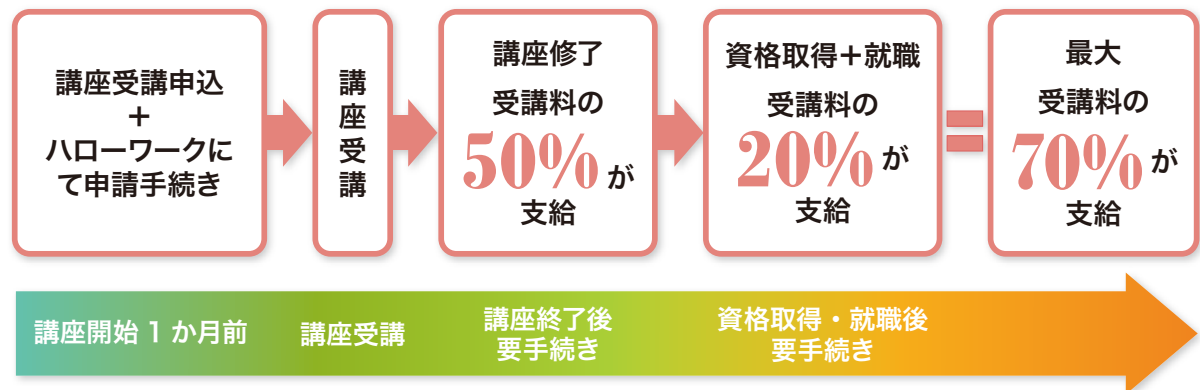 講座受講申込
＋
ハローワークに
て申請手続き
講座受講
講座修了
受講料の
50%が
支給
資格取得＋就職
受講料の
20%が
支給
＝
最大
受講料の
70%が
支給
講座開始 1 か月前
講座受講
講座終了後
要手続き
資格取得・就職後
要手続き